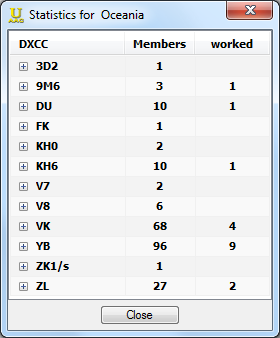 Statistics for Oceania
DXCC Members worked
3D2 1
9M6 3 1
DU 10 1
FK 1
KH0 2
KH6 10 1
V7 2
V8 6
VK 68 4
YB 96 9
ZK1/s 1
ZL 27 2
Close